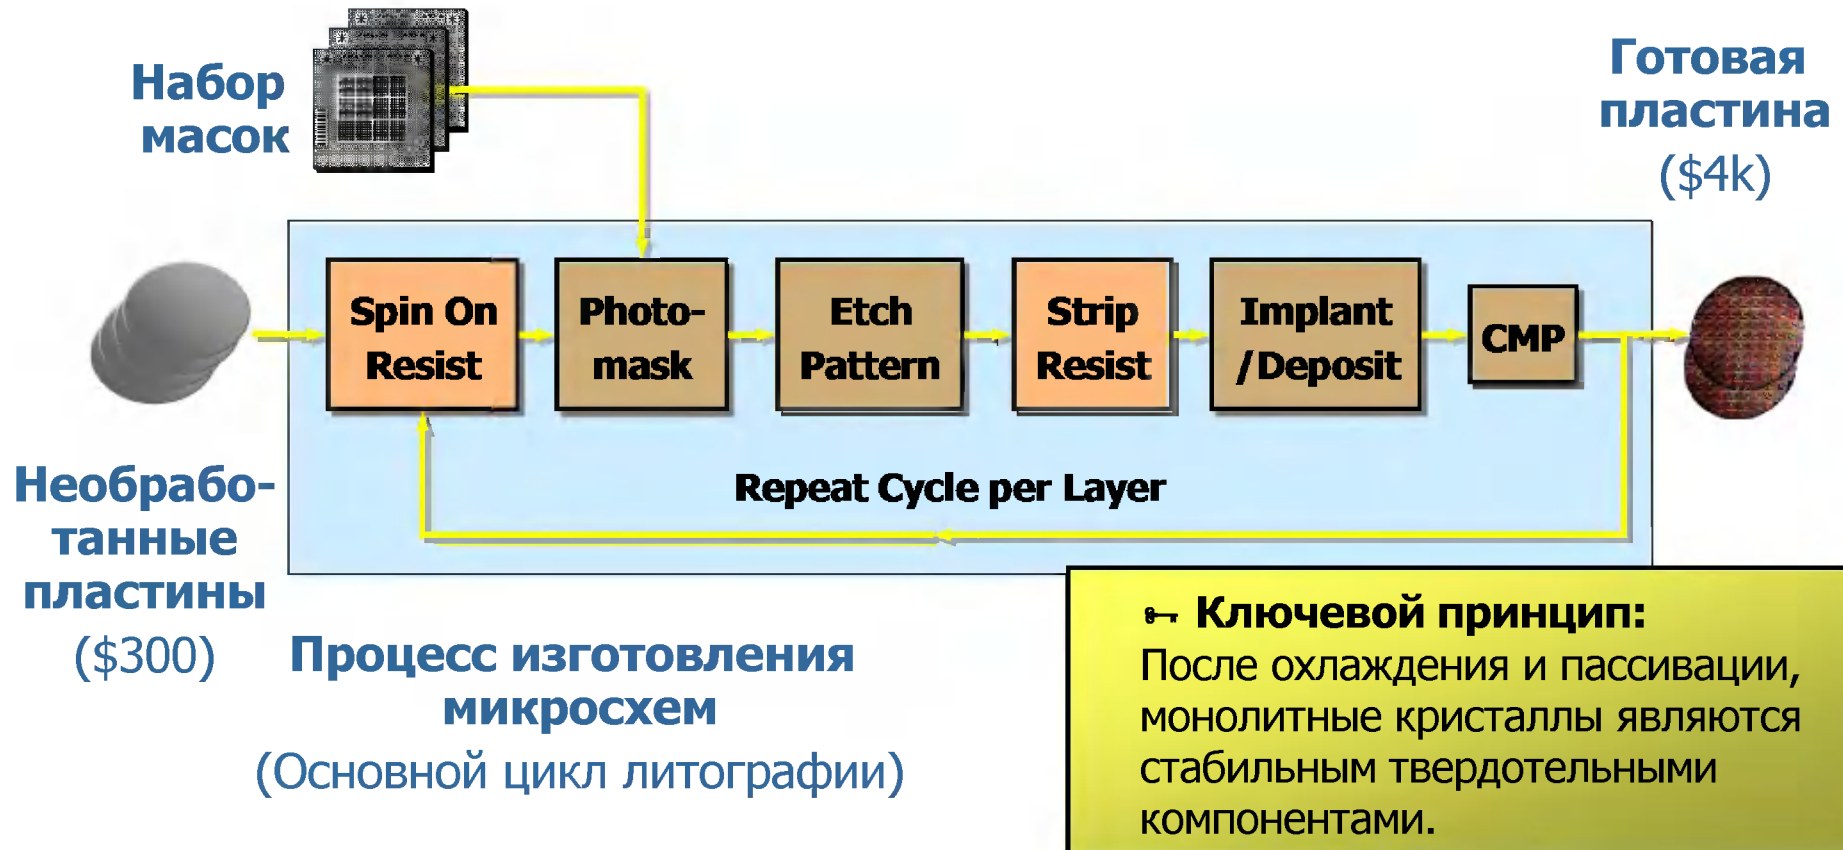 Набор
масок
Готовая
пластина
($4k)
Spin On
Resist
Photo-
mask
Etch
Pattern
Strip
Resist
Implant
/Deposit
CMP
Repeat Cycle per Layer
Необрабо-
танные
пластины
($300)
Процесс изготовления
микросхем
(Основной цикл литографии)
Ключевой принцип:
После охлаждения и пассивации,
монолитные кристаллы являются
стабильным твердотельными
компонентами.